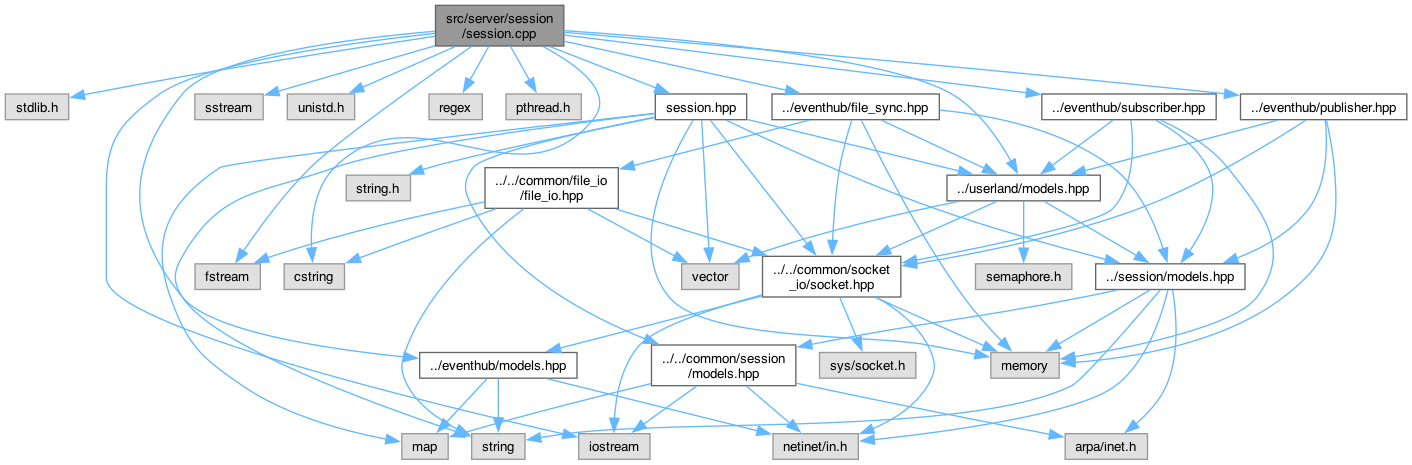 src/server/session
/session.cpp
stdlib.h
sstream
unistd.h
regex
pthread.h
session.hpp
../eventhub/file_sync.hpp
../eventhub/subscriber.hpp
../eventhub/publisher.hpp
string.h
../../common/file_io
/file_io.hpp
../userland/models.hpp
fstream
cstring
vector
../../common/socket
_io/socket.hpp
semaphore.h
../session/models.hpp
../eventhub/models.hpp
../../common/session
/models.hpp
sys/socket.h
memory
map
string
iostream
netinet/in.h
arpa/inet.h